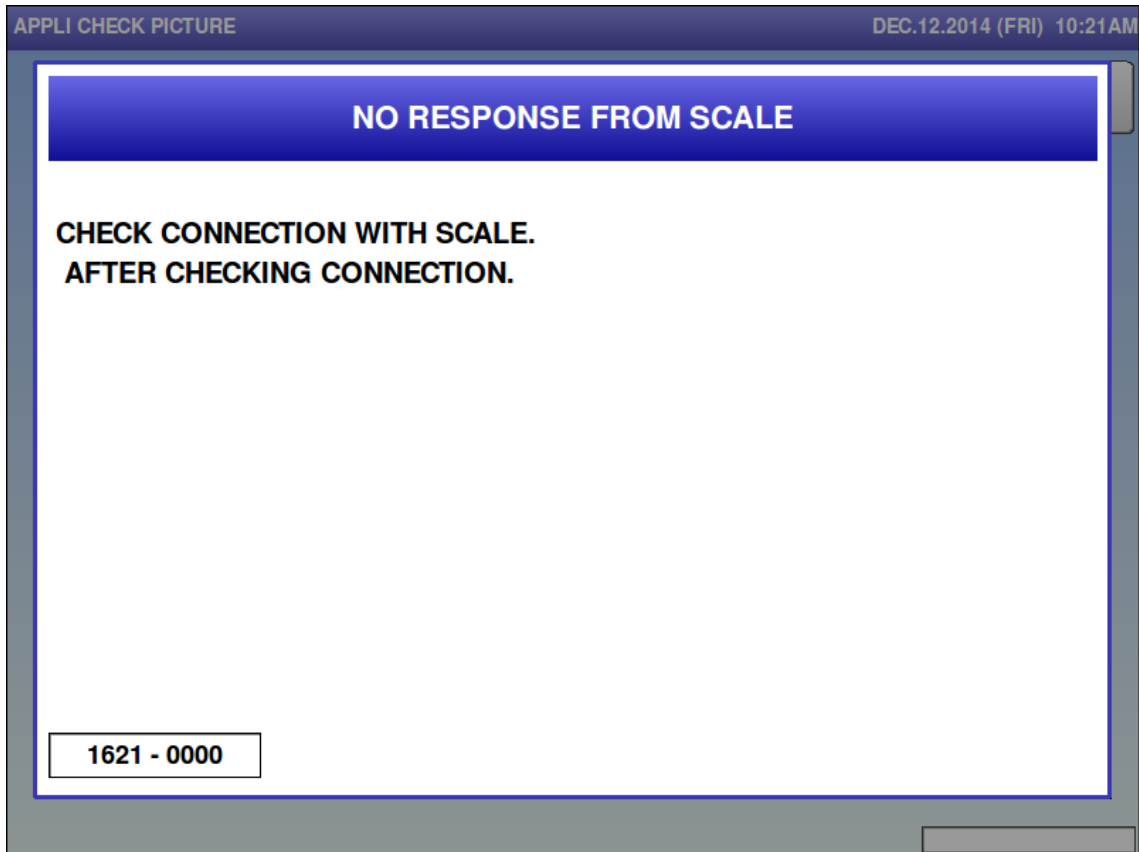 APPLI CHECK PICTURE DEC.12.2014 (FRI) 10:21AM
NO RESPONSE FROM SCALE
CHECK CONNECTION WITH SCALE.
AFTER CHECKING CONNECTION.
1621 - 0000